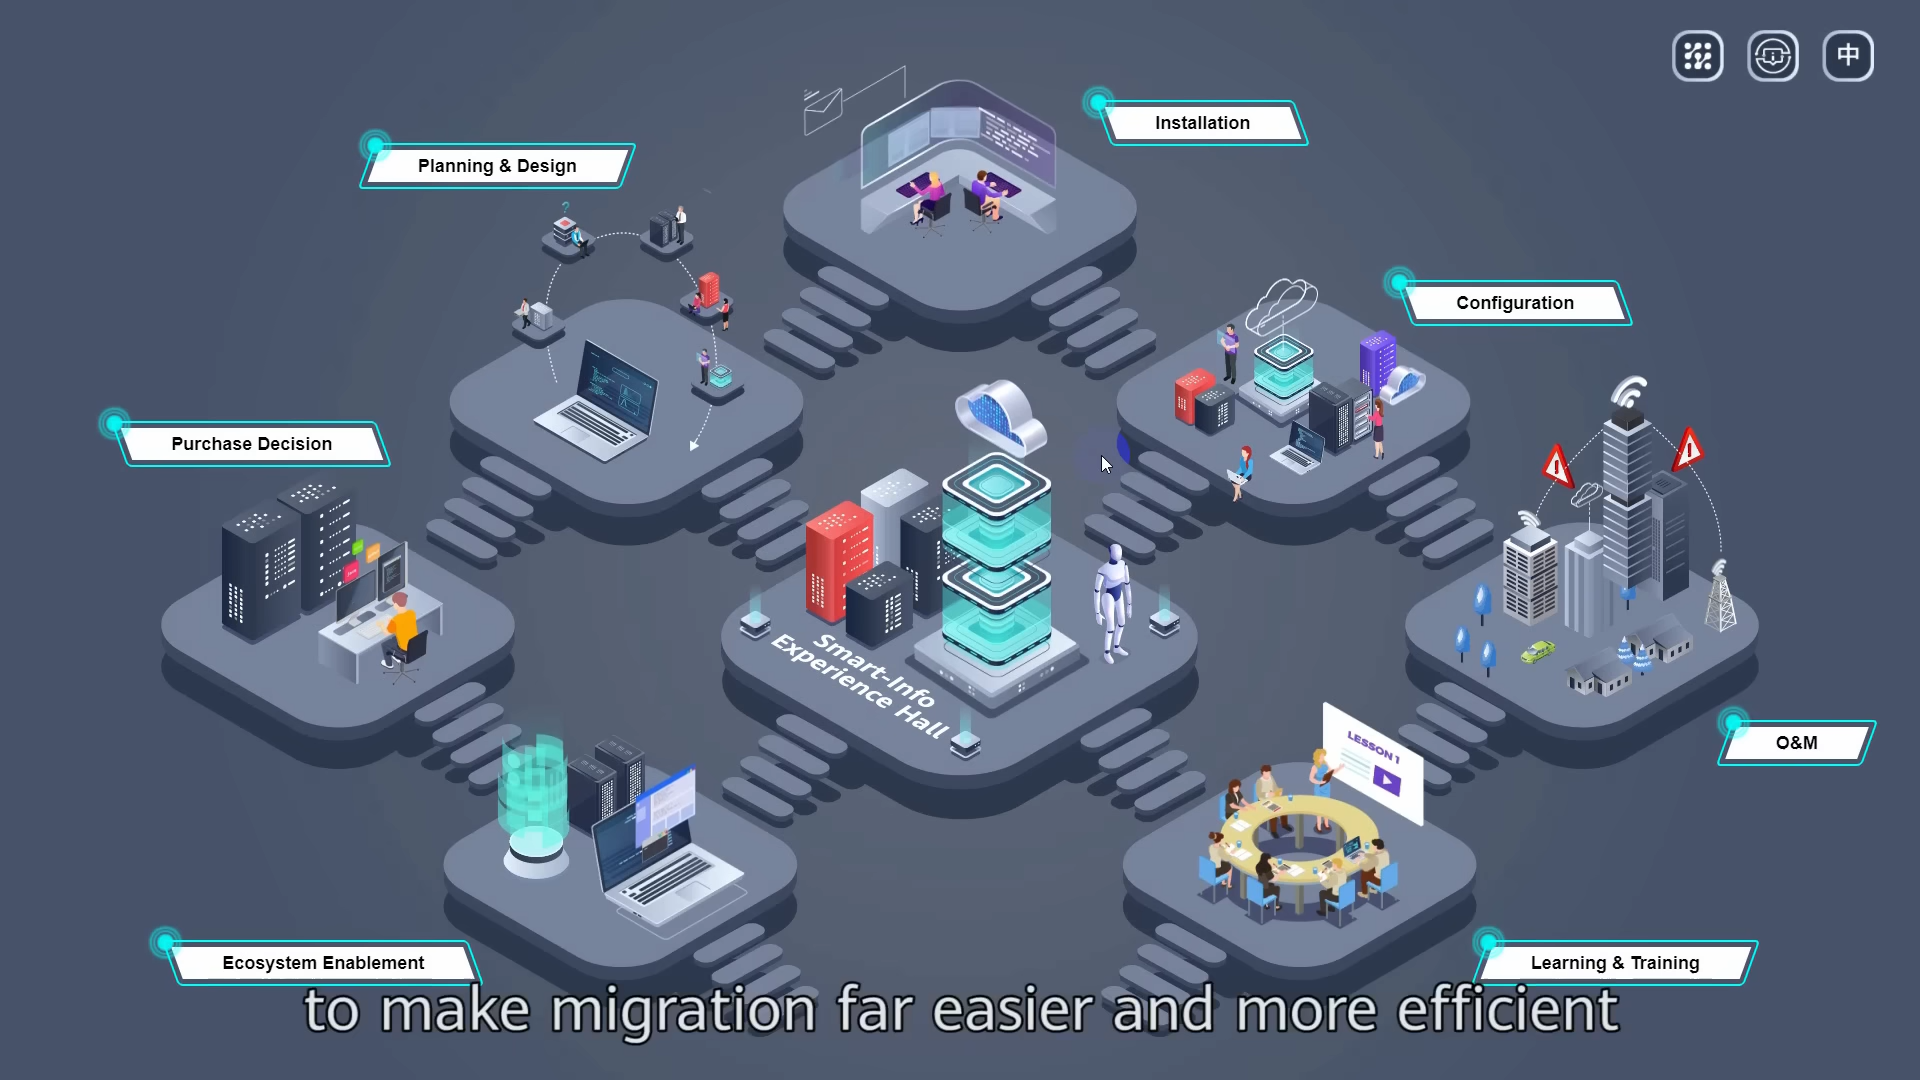 中
Installation
Planning & Design
Configuration
Purchase Decision
Smart-Info
Experience Hall
LESSON 1
O&M
Ecosystem Enablement
Learning & Training
to make migration far easier and more efficient